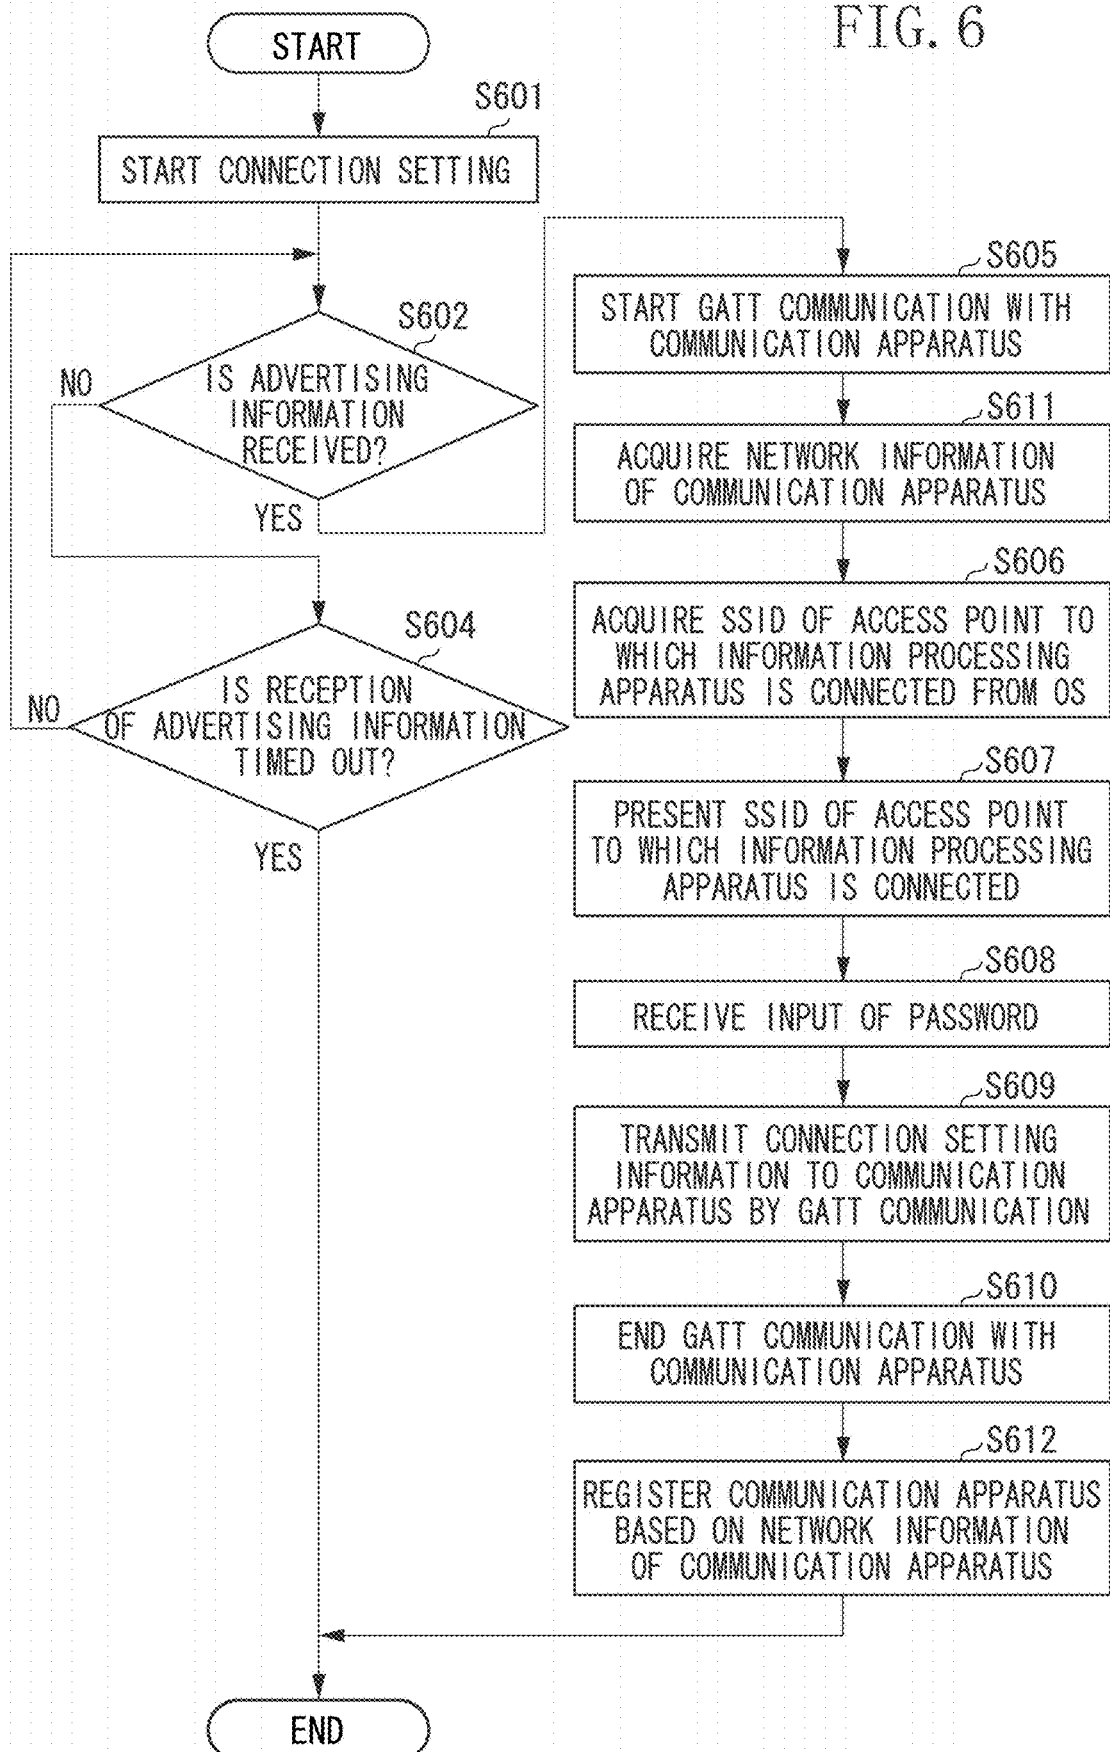 FIG. 6
START
S601
START CONNECTION SETTING
S602
IS ADVERTISING
INFORMATION
RECEIVED?
NO
YES
S604
IS RECEPTION
OF ADVERTISING INFORMATION
TIMED OUT?
NO
YES
S605
START GATT COMMUNICATION WITH
COMMUNICATION APPARATUS
S611
ACQUIRE NETWORK INFORMATION
OF COMMUNICATION APPARATUS
S606
ACQUIRE SSID OF ACCESS POINT TO
WHICH INFORMATION PROCESSING
APPARATUS IS CONNECTED FROM OS
S607
PRESENT SSID OF ACCESS POINT
TO WHICH INFORMATION PROCESSING
APPARATUS IS CONNECTED
S608
RECEIVE INPUT OF PASSWORD
S609
TRANSMIT CONNECTION SETTING
INFORMATION TO COMMUNICATION
APPARATUS BY GATT COMMUNICATION
S610
END GATT COMMUNICATION WITH
COMMUNICATION APPARATUS
S612
REGISTER COMMUNICATION APPARATUS
BASED ON NETWORK INFORMATION
OF COMMUNICATION APPARATUS
END